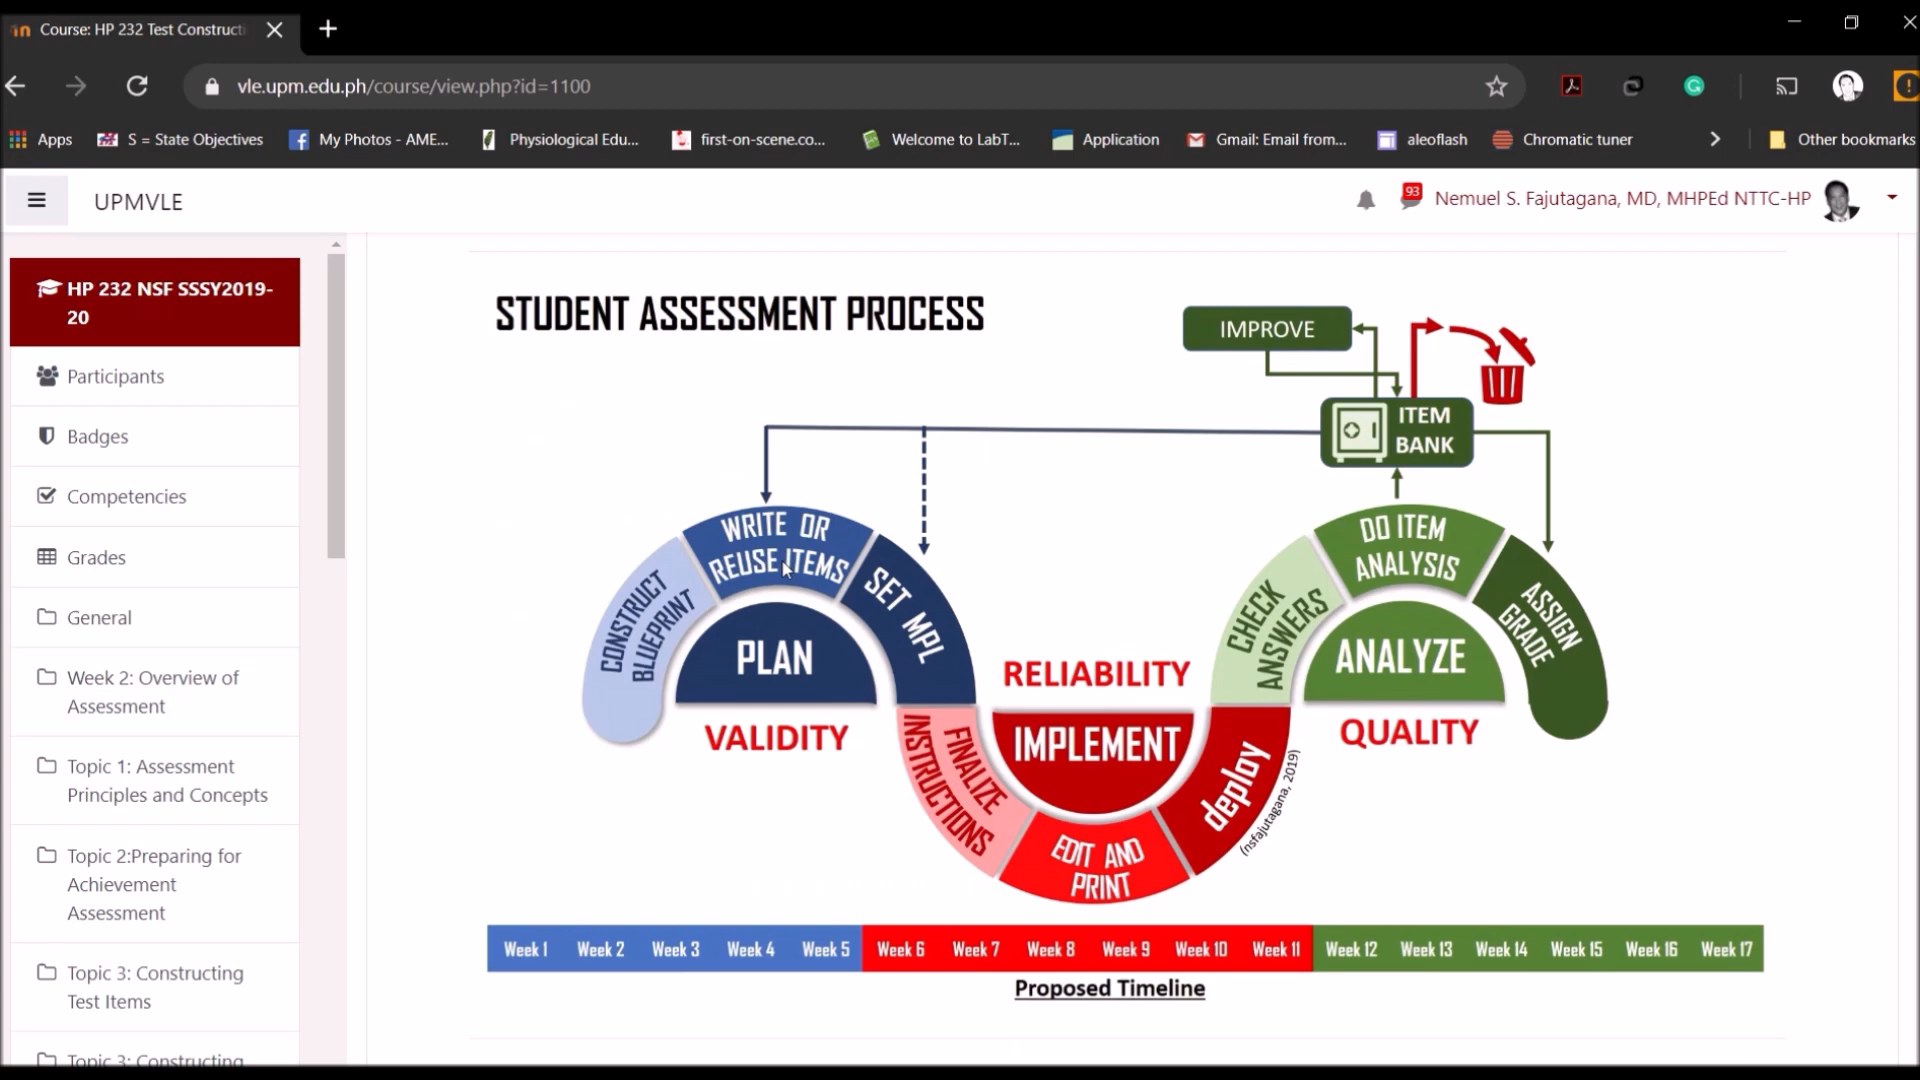 Course: HP 232 Test Constructi
vle.upm.edu.ph/course/view.php?id=1100
Apps
S = State Objectives
My Photos - AME...
Physiological Edu...
first-on-scene.co...
Welcome to LabT...
Application
Gmail: Email from...
aleoflash
Chromatic tuner
Other bookmarks
UPMVLE
93
Nemuel S. Fajutagana, MD, MHPEd NTTC-HP
HP 232 NSF SSSY2019-
20
Participants
Badges
Competencies
Grades
General
Week 2: Overview of
Assessment
Topic 1: Assessment
Principles and Concepts
Topic 2:Preparing for
Achievement
Assessment
Topic 3: Constructing
Test Items
Topic 3: Constructing
STUDENT ASSESSMENT PROCESS
IMPROVE
ITEM
BANK
CONSTRUCT
BLUEPRINT
WRITE OR
REUSE ITEMS
SET MPL
PLAN
VALIDITY
FINALIZE
INSTRUCTIONS
RELIABILITY
IMPLEMENT
EDIT AND
PRINT
deploy
(nsfajutagana, 2019)
CHECK
ANSWERS
DO ITEM
ANALYSIS
ASSIGN
GRADE
ANALYZE
QUALITY
Week 1 Week 2 Week 3 Week 4 Week 5 Week 6 Week 7 Week 8 Week 9 Week 10 Week 11 Week 12 Week 13 Week 14 Week 15 Week 16 Week 17
Proposed Timeline